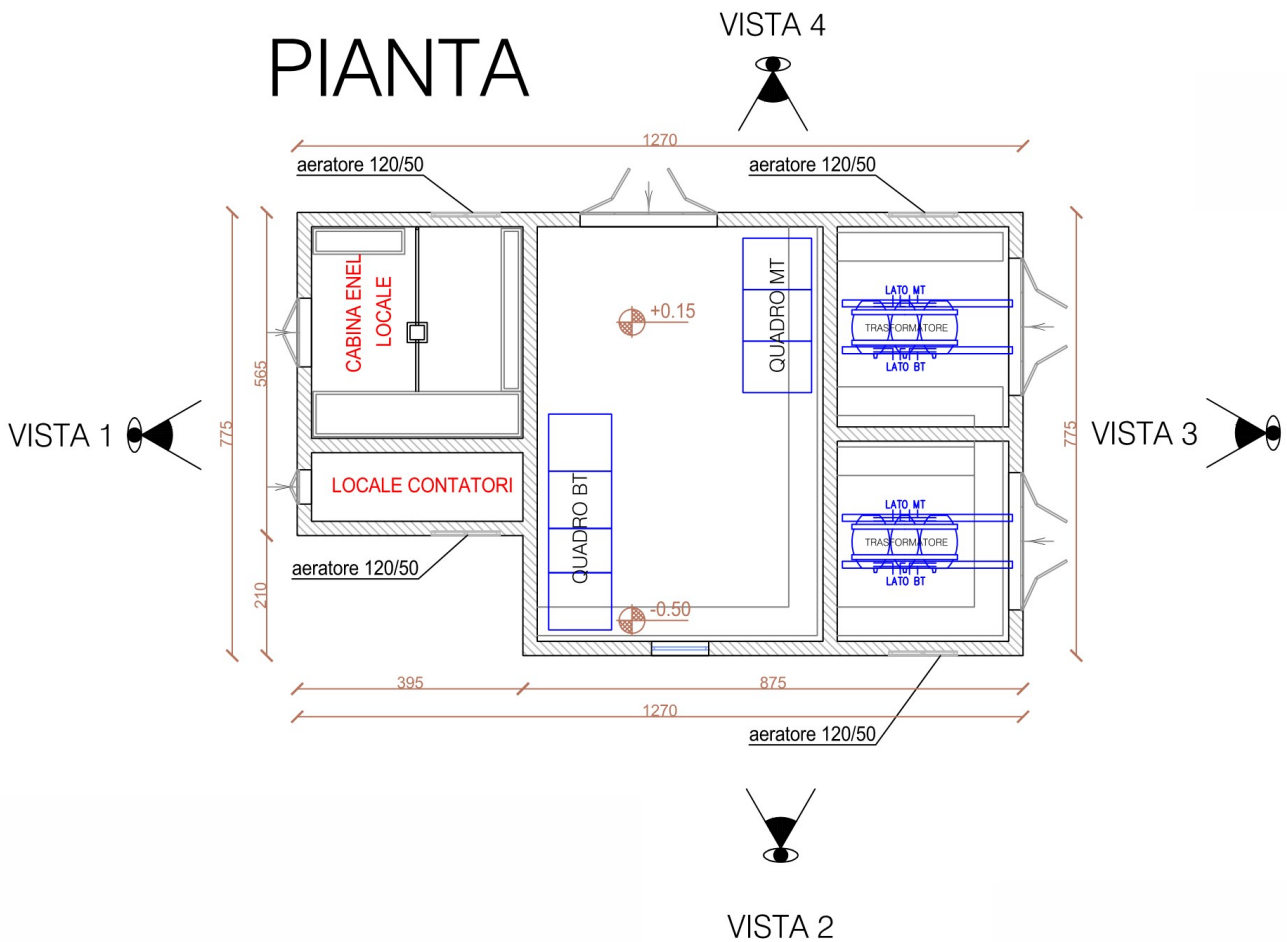 VISTA 4
PIANTA
1270
aeratore 120/50
aeratore 120/50
CABINA ENEL
LOCALE
QUADRO MT
+0.15
LATO MT
TRASFORMATORE
LATO BT
565
775
775
VISTA 1
VISTA 3
LOCALE CONTATORI
QUADRO BT
LATO MT
TRASFORMATORE
LATO BT
aeratore 120/50
210
-0.50
395
875
1270
aeratore 120/50
VISTA 2